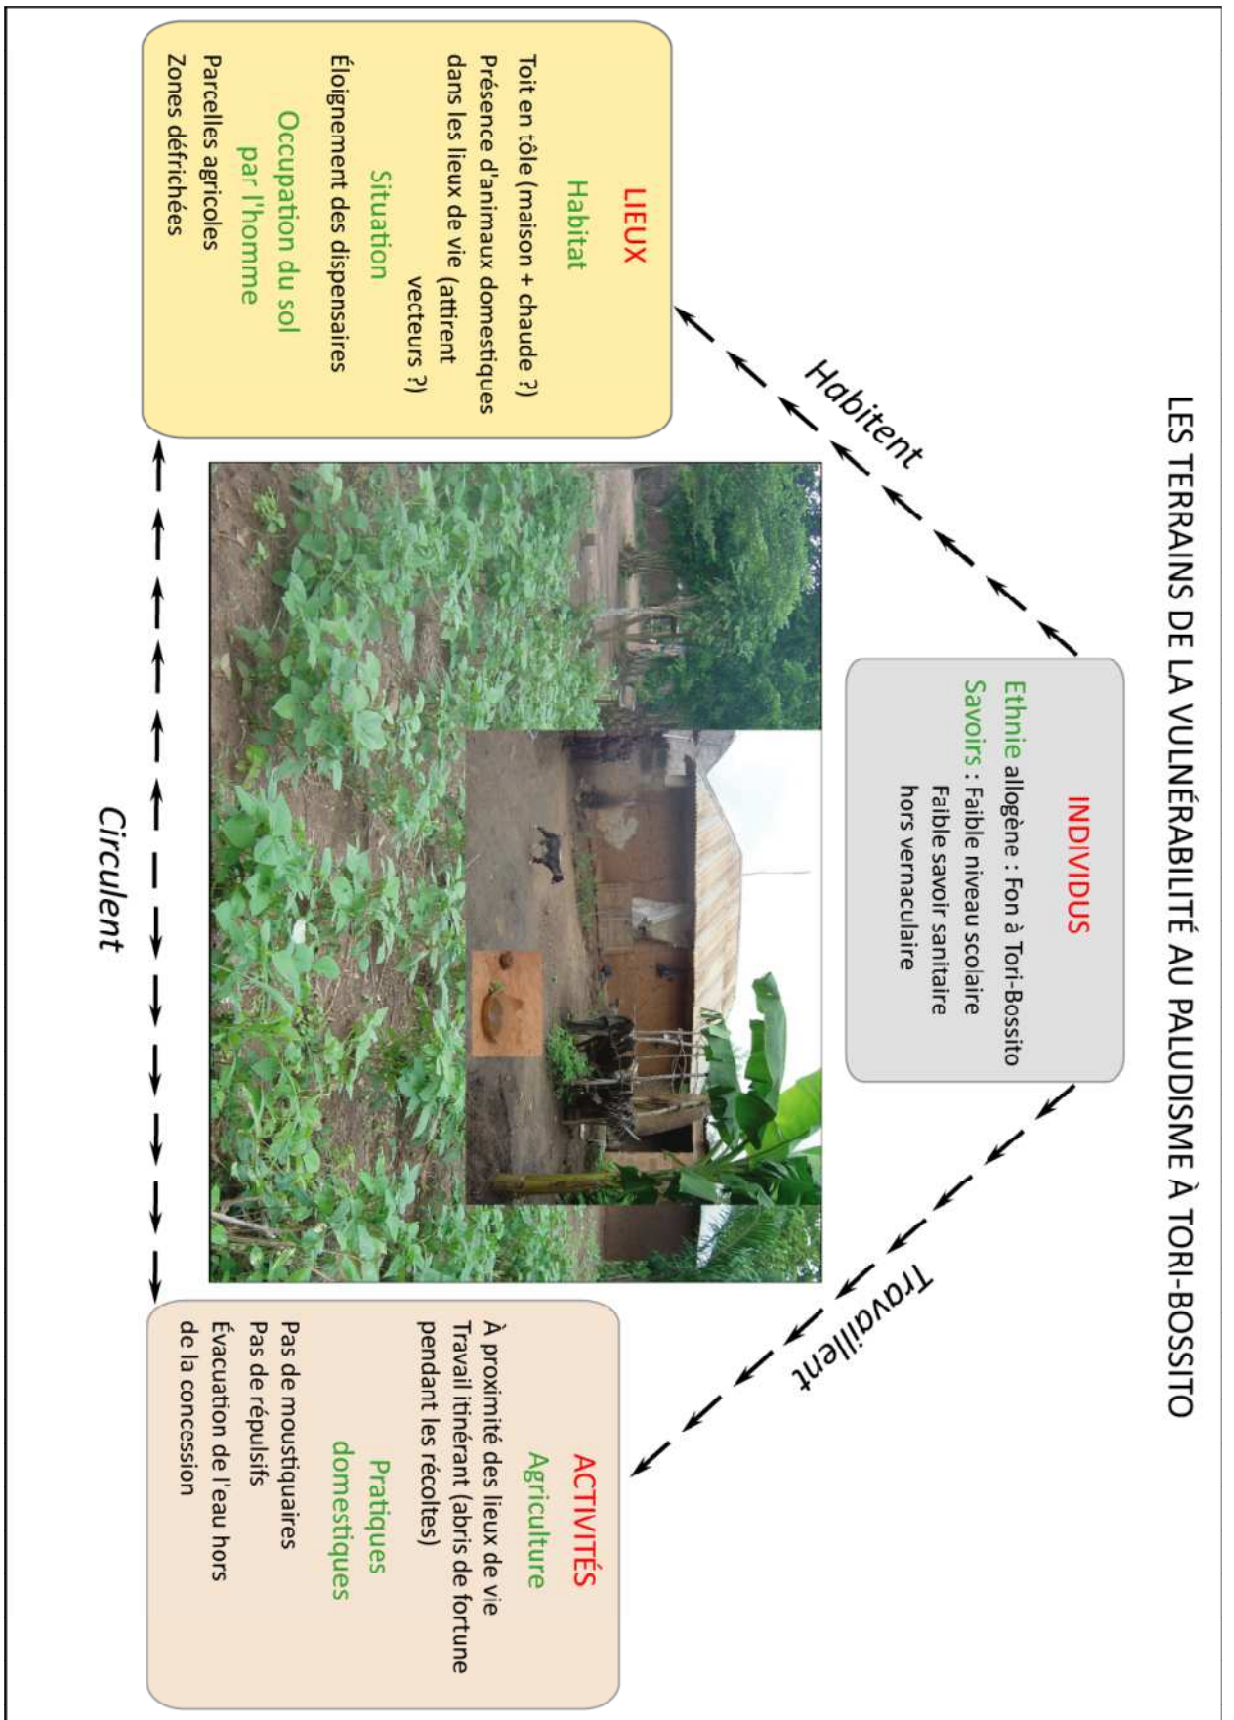 LES TERRAINS DE LA VULNÉRABILITÉ AU PALUDISME À TORI-BOSSITO
INDIVIDUS
Ethnie allogène : Fon à Tori-Bossito
Savoirs : Faible niveau scolaire
Faible savoir sanitaire
hors vernaculaire
Habitent
Travaillent
LIEUX
Habitat
Toit en tôle (maison + chaude ?)
Présence d'animaux domestiques
dans les lieux de vie (attirent
vecteurs ?)
Situation
Éloignement des dispensaires
Occupation du sol
par l'homme
Parcelles agricoles
Zones défrichées
ACTIVITÉS
Agriculture
À proximité des lieux de vie
Travail itinérant (abris de fortune
pendant les récoltes)
Pratiques
domestiques
Pas de moustiquaires
Pas de répulsifs
Évacuation de l'eau hors
de la concession
Circulent